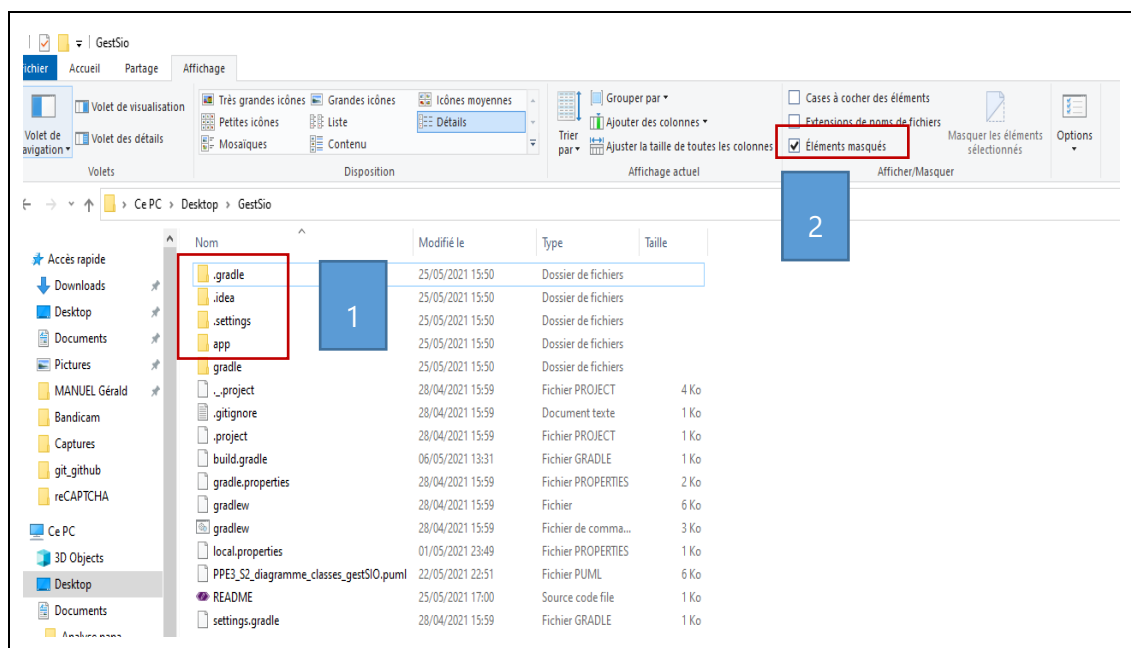 GestSio
ichier Accueil Partage Affichage
Volet de avigation
Volet de visualisation
Volet des détails
Volets
Très grandes icônes Grandes icônes Icônes moyennes
Petites icônes Liste Détails
Mosaïques Contenu
Disposition
Trier par
Grouper par
Ajouter des colonnes
Ajuster la taille de toutes les colonnes
Affichage actuel
Cases à cocher des éléments
Extensions de noms de fichiers
Éléments masqués
Masquer les éléments sélectionnés
Options
Afficher/Masquer
Ce PC > Desktop > GestSio
2
Nom Modifié le Type Taille
Accès rapide
Downloads
Desktop
Documents
Pictures
MANUEL Gérald
Bandicam
Captures
git_github
reCAPTCHA
Ce PC
3D Objects
Desktop
Documents
1
.gradle 25/05/2021 15:50 Dossier de fichiers
.idea 25/05/2021 15:50 Dossier de fichiers
.settings 25/05/2021 15:50 Dossier de fichiers
app 25/05/2021 15:50 Dossier de fichiers
gradle 25/05/2021 15:50 Dossier de fichiers
._.project 28/04/2021 15:59 Fichier PROJECT 4 Ko
.gitignore 28/04/2021 15:59 Document texte 1 Ko
.project 28/04/2021 15:59 Fichier PROJECT 1 Ko
build.gradle 06/05/2021 13:31 Fichier GRADLE 1 Ko
gradle.properties 28/04/2021 15:59 Fichier PROPERTIES 2 Ko
gradlew 28/04/2021 15:59 Fichier 6 Ko
gradlew 28/04/2021 15:59 Fichier de comma... 3 Ko
local.properties 01/05/2021 23:49 Fichier PROPERTIES 1 Ko
PPE3_S2_diagramme_classes_gestSIO.puml 22/05/2021 22:51 Fichier PUML 6 Ko
README 25/05/2021 17:00 Source code file 1 Ko
settings.gradle 28/04/2021 15:59 Fichier GRADLE 1 Ko